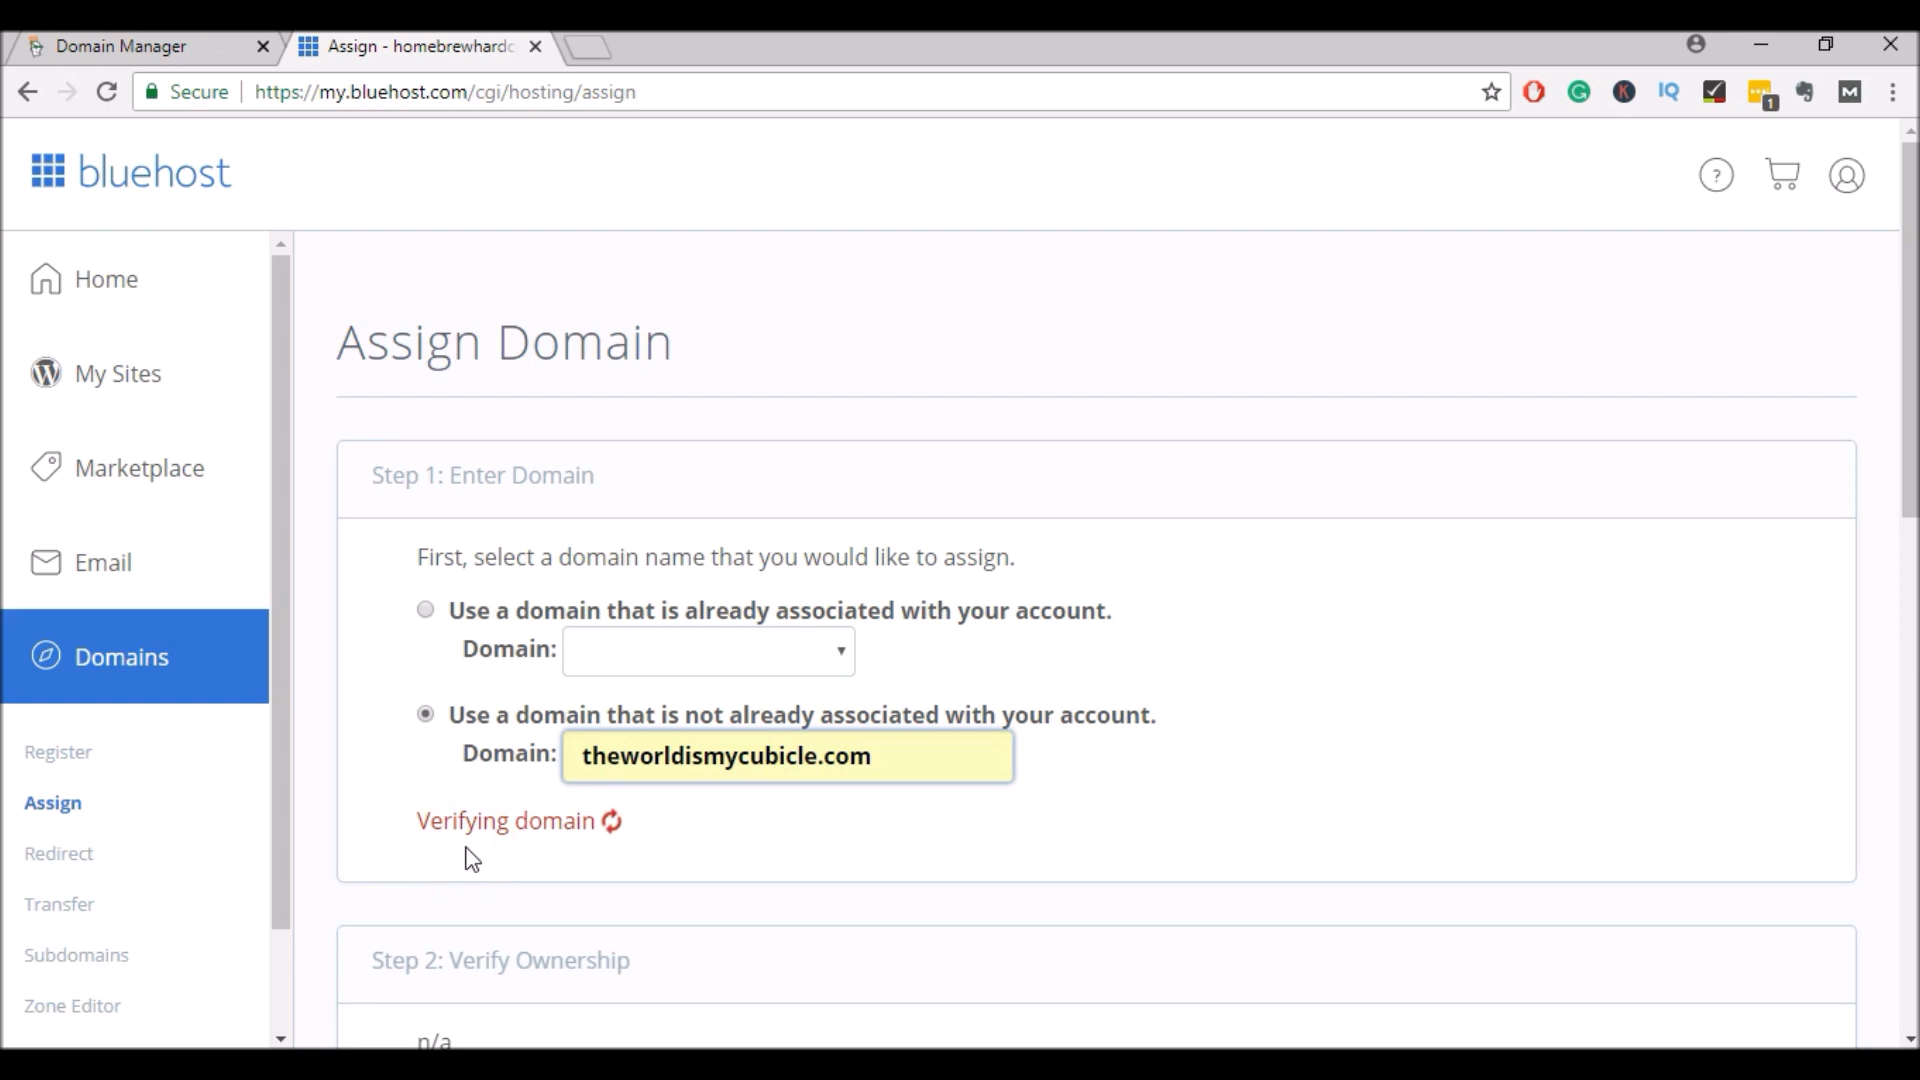 Domain Manager
Assign - homebrewhardc
Secure
https://my.bluehost.com/cgi/hosting/assign
IQ
1
M
bluehost
?
Home
My Sites
Marketplace
Email
Domains
Register
Assign
Redirect
Transfer
Subdomains
Zone Editor
Assign Domain
Step 1: Enter Domain
First, select a domain name that you would like to assign.
Use a domain that is already associated with your account.
Domain:
Use a domain that is not already associated with your account.
Domain: theworldismycubicle.com
Verifying domain
Step 2: Verify Ownership
n/a